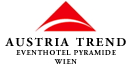 AUSTRIA TREND
EVENTHOTEL PYRAMIDE
WIEN